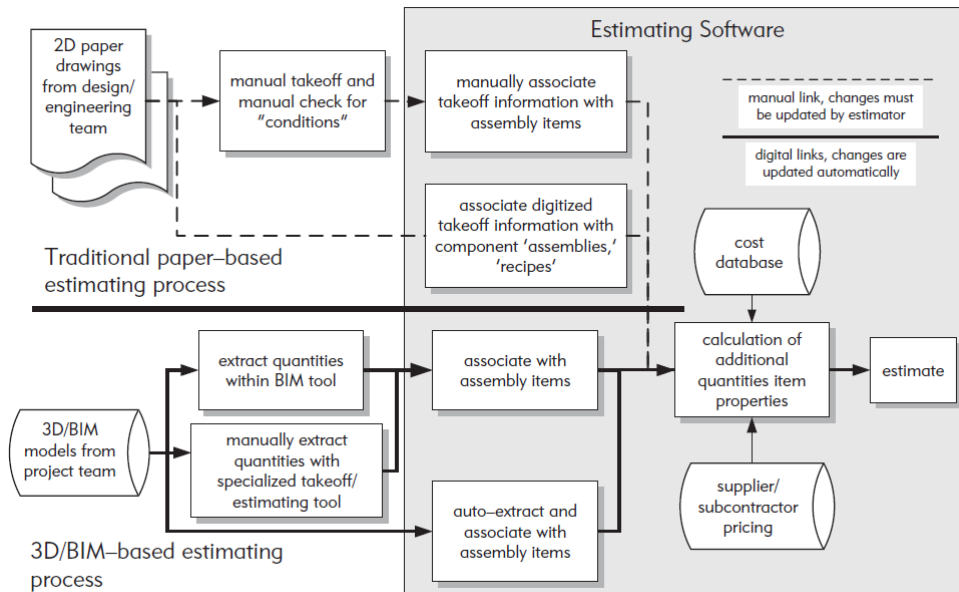 Estimating Software
2D paper
drawings
from design/
engineering
team
manual takeoff and
manual check for
“conditions”
manually associate
takeoff information with
assembly items
manual link, changes must
be updated by estimator
digital links, changes are
updated automatically
associate digitized
takeoff information with
component ‘assemblies,’
‘recipes’
Traditional paper–based
estimating process
cost
database
extract quantities
within BIM tool
associate with
assembly items
calculation of
additional
quantities item
properties
estimate
3D/BIM
models from
project team
manually extract
quantities with
specialized takeoff/
estimating tool
auto–extract and
associate with
assembly items
supplier/
subcontractor
pricing
3D/BIM–based estimating
process